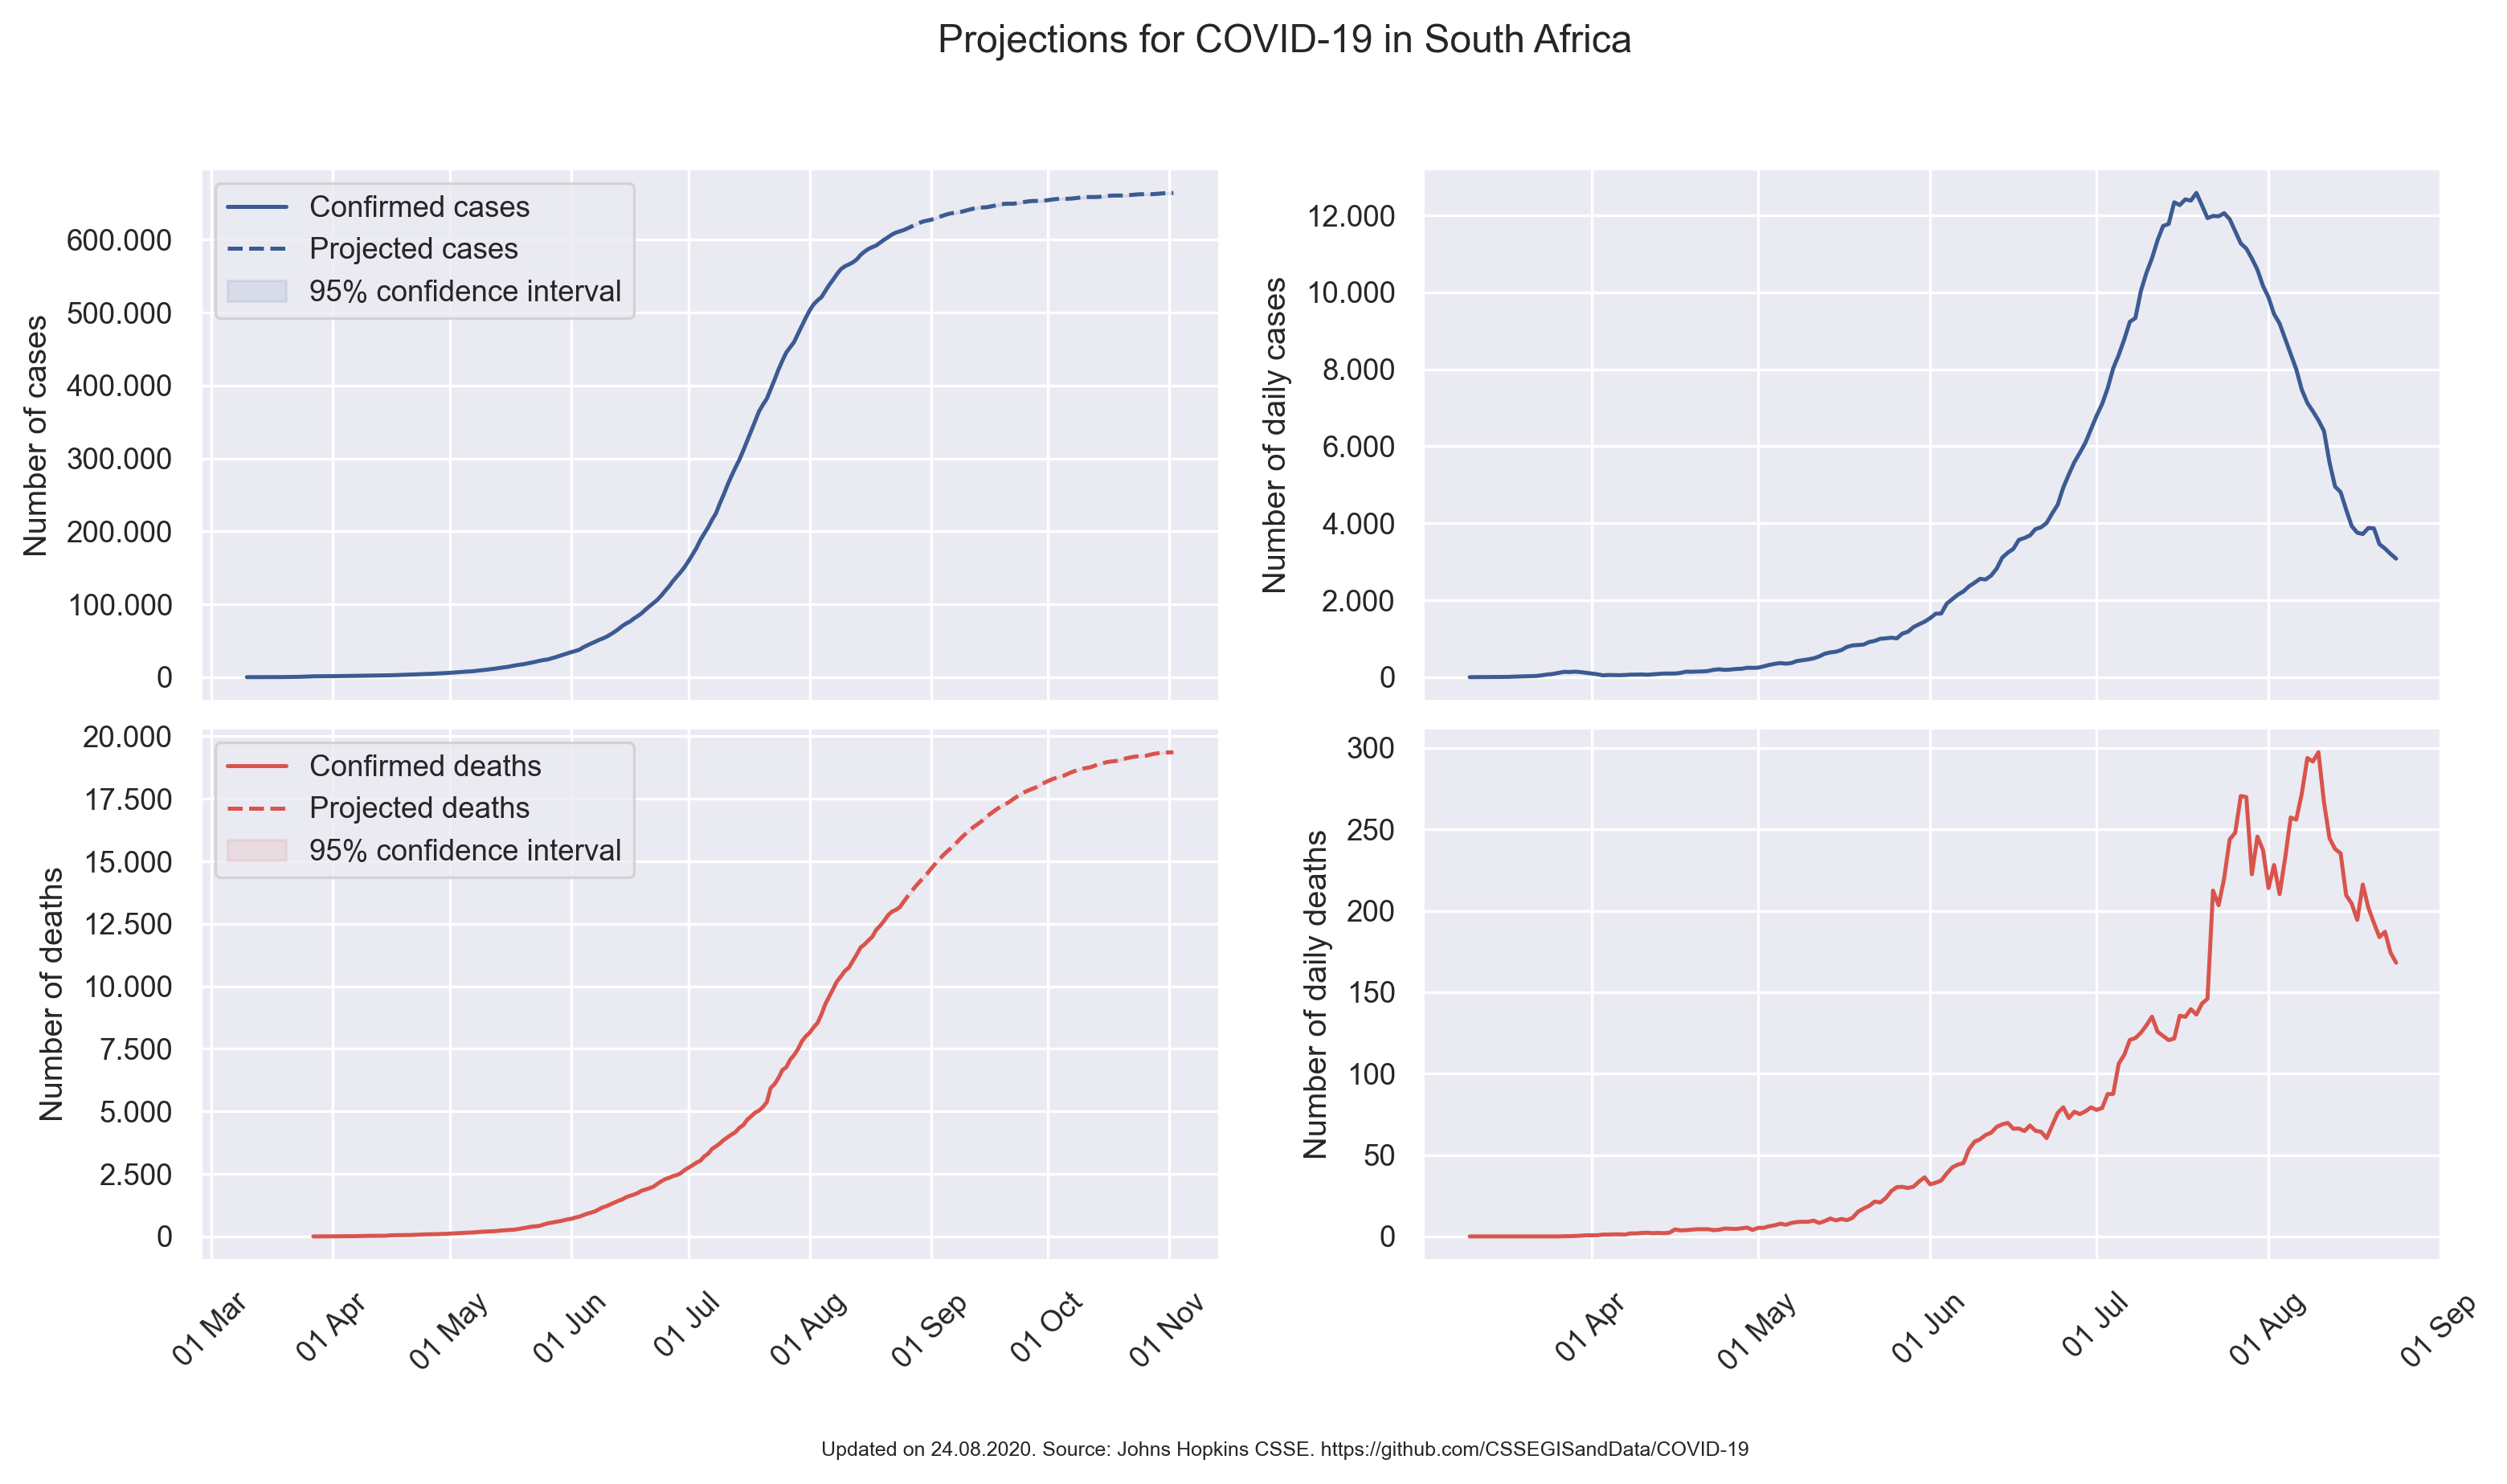 Projections for COVID-19 in South Africa
Confirmed cases
Projected cases
95% confidence interval
Number of cases
600.000
500.000
400.000
300.000
200.000
100.000
0
Number of daily cases
12.000
10.000
8.000
6.000
4.000
2.000
0
Confirmed deaths
Projected deaths
95% confidence interval
Number of deaths
20.000
17.500
15.000
12.500
10.000
7.500
5.000
2.500
0
01 Mar
01 Apr
01 May
01 Jun
01 Jul
01 Aug
01 Sep
01 Oct
01 Nov
Number of daily deaths
300
250
200
150
100
50
0
01 Apr
01 May
01 Jun
01 Jul
01 Aug
01 Sep
Updated on 24.08.2020. Source: Johns Hopkins CSSE. https://github.com/CSSEGISandData/COVID-19